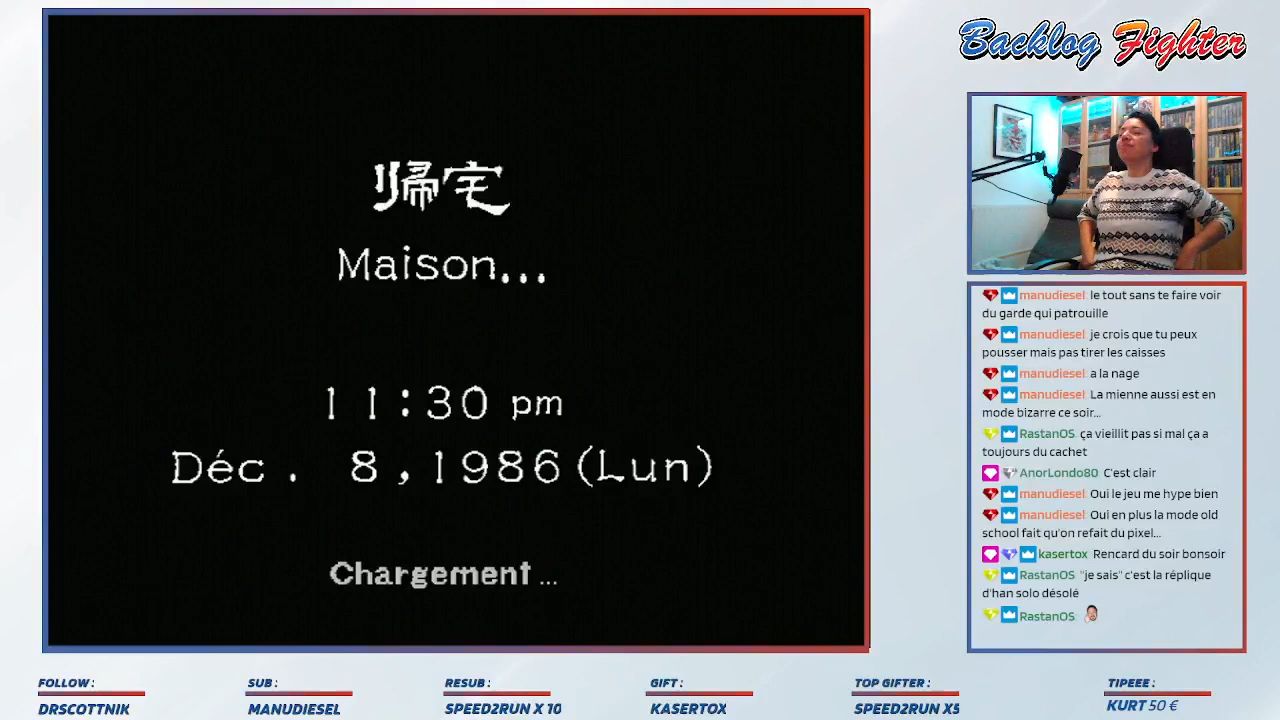 帰宅
Maison...
11:30 pm
Déc. 8,1986(Lun)
Chargement ...
Backlog Fighter
manudiesel: le tout sans te faire voir
du garde qui patrouille
manudiesel: je crois que tu peux
pousser mais pas tirer les caisses
manudiesel: a la nage
manudiesel: La mienne aussi est en
mode bizarre ce soir...
RastanOS: ça vieillit pas si mal ça a
toujours du cachet
AnorLondo80: C'est clair
manudiesel: Oui le jeu me hype bien
manudiesel: Oui en plus la mode old
school fait qu'on refait du pixel...
kasertox: Rencard du soir bonsoir
RastanOS: "je sais" c'est la réplique
d'han solo désolé
RastanOS:
FOLLOW :
DRSCOTTNIK
SUB :
MANUDIESEL
RESUB :
SPEED2RUN X 10
GIFT :
KASERTOX
TOP GIFTER :
SPEED2RUN X5
TIPEEE :
KURT 50 €